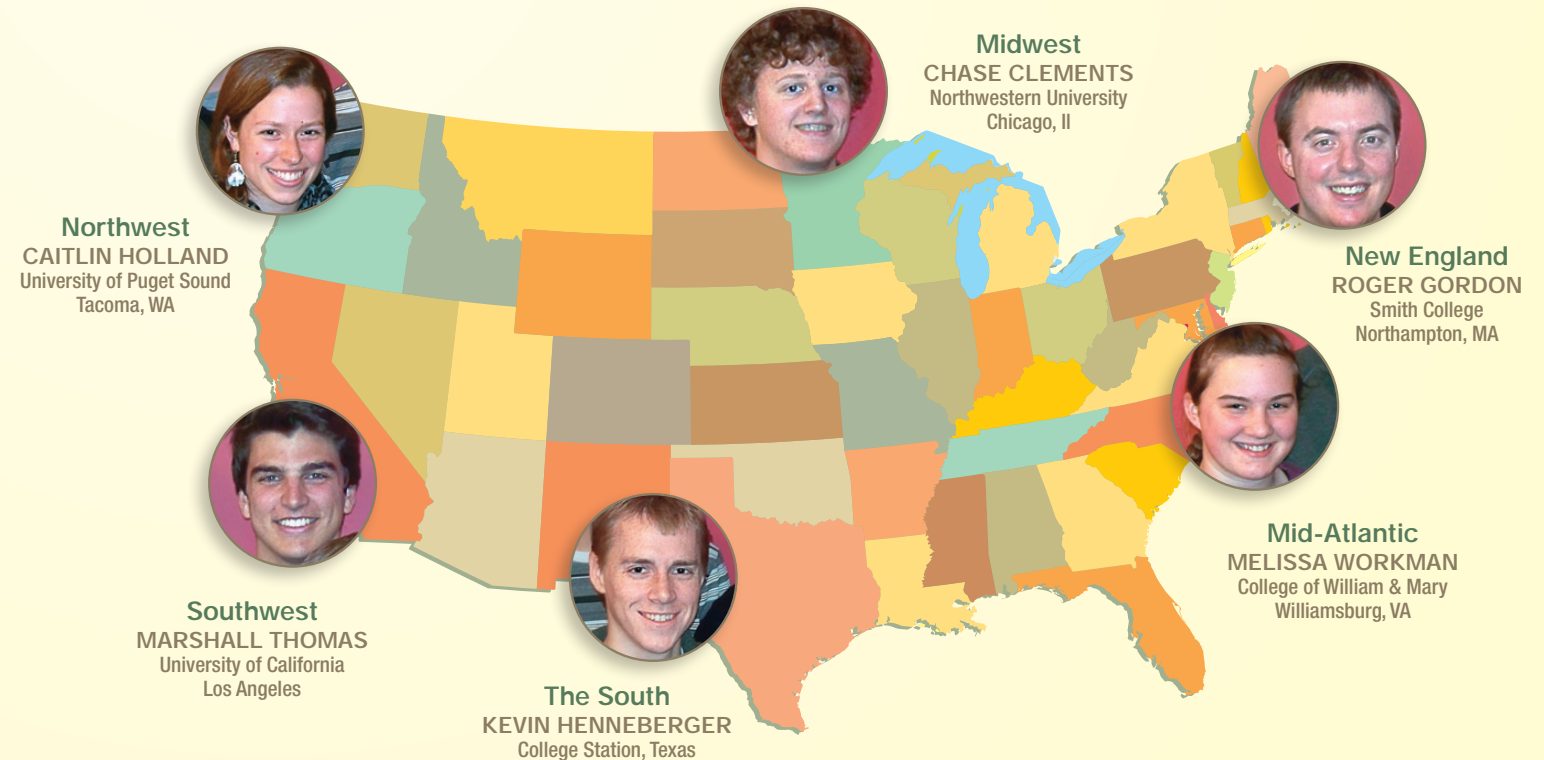 Midwest
CHASE CLEMENTS
Northwestern University
Chicago, Il
Northwest
CAITLIN HOLLAND
University of Puget Sound
Tacoma, WA
New England
ROGER GORDON
Smith College
Northampton, MA
Mid-Atlantic
MELISSA WORKMAN
College of William & Mary
Williamsburg, VA
Southwest
MARSHALL THOMAS
University of California
Los Angeles
The South
KEVIN HENNEBERGER
College Station, Texas